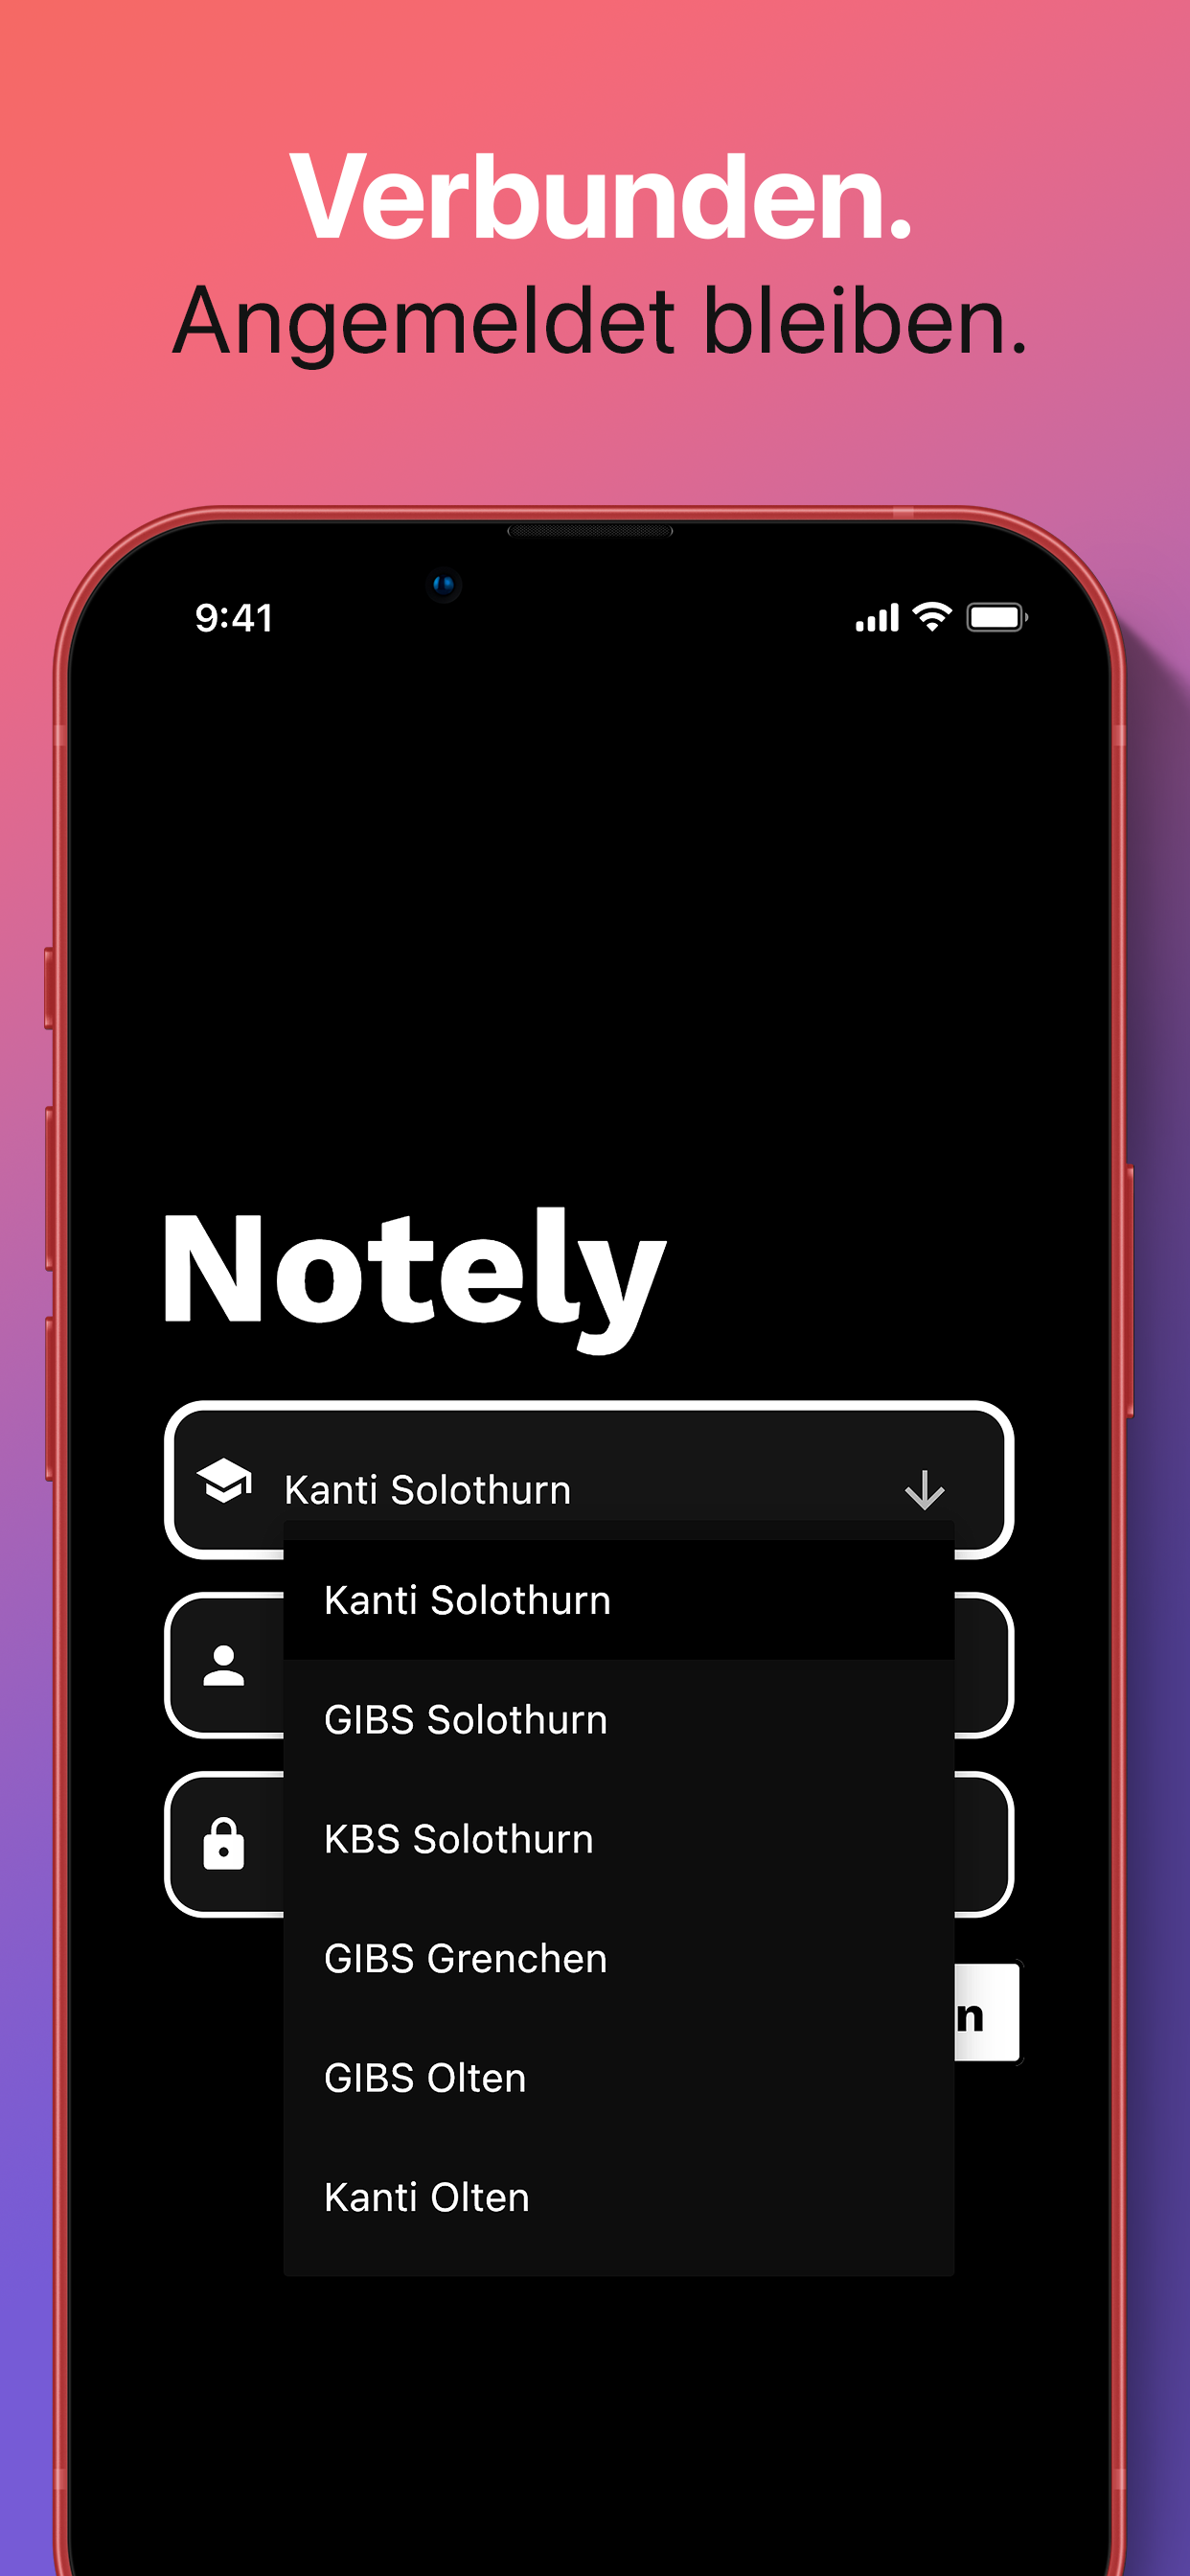 Verbunden.
Angemeldet bleiben.
9:41
Notely
Kanti Solothurn
Kanti Solothurn
GIBS Solothurn
KBS Solothurn
GIBS Grenchen
GIBS Olten
Kanti Olten